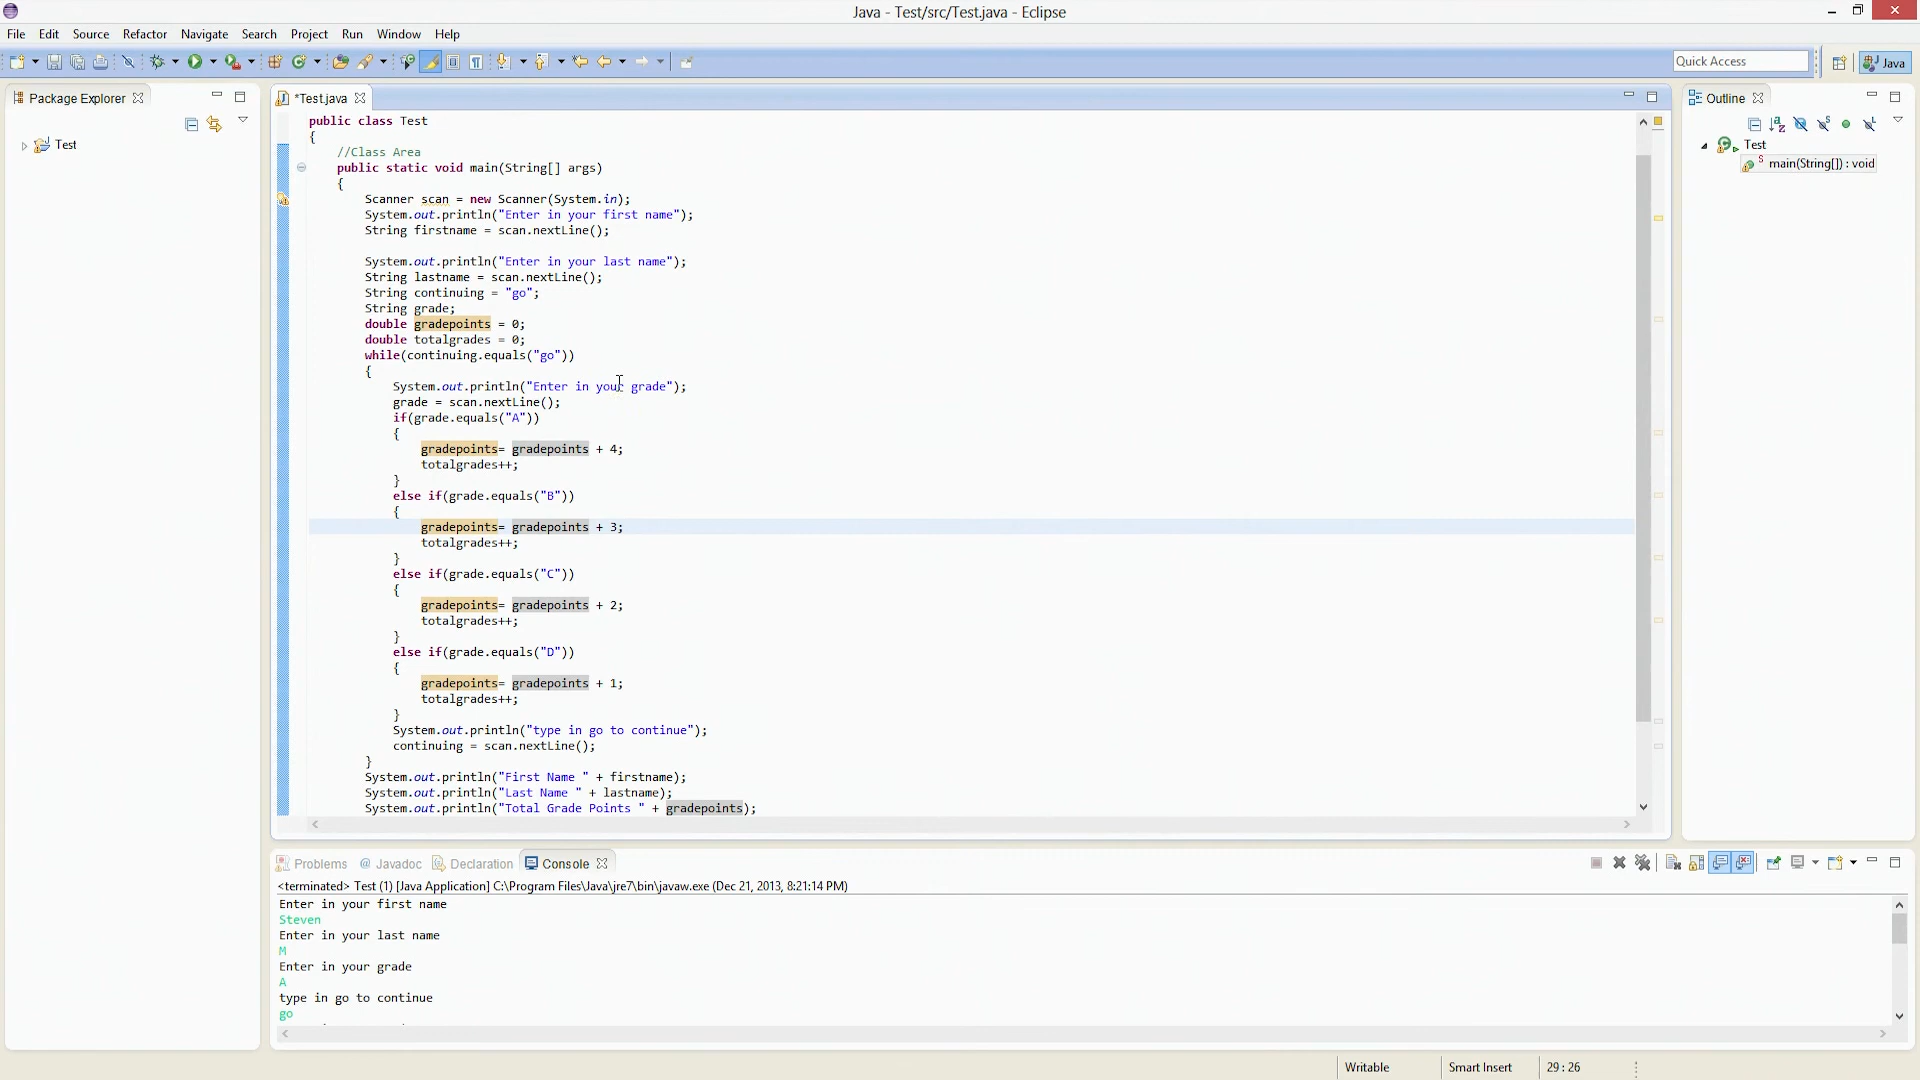 Java - Test/src/Test.java - Eclipse
File Edit Source Refactor Navigate Search Project Run Window Help
Quick Access
Java
Package Explorer
Test
*Test.java
public class Test
{
//Class Area
public static void main(String[] args)
{
Scanner scan = new Scanner(System.in);
System.out.println("Enter in your first name");
String firstname = scan.nextLine();
System.out.println("Enter in your last name");
String lastname = scan.nextLine();
String continuing = "go";
String grade;
double gradepoints = 0;
double totalgrades = 0;
while(continuing.equals("go"))
{
System.out.println("Enter in your grade");
grade = scan.nextLine();
if(grade.equals("A"))
{
gradepoints= gradepoints + 4;
totalgrades++;
}
else if(grade.equals("B"))
{
gradepoints= gradepoints + 3;
totalgrades++;
}
else if(grade.equals("C"))
{
gradepoints= gradepoints + 2;
totalgrades++;
}
else if(grade.equals("D"))
{
gradepoints= gradepoints + 1;
totalgrades++;
}
System.out.println("type in go to continue");
continuing = scan.nextLine();
}
System.out.println("First Name " + firstname);
System.out.println("Last Name " + lastname);
System.out.println("Total Grade Points " + gradepoints);
Outline
Test
main(String[]) : void
Problems @ Javadoc Declaration Console
<terminated> Test (1) [Java Application] C:\Program Files\Java\jre7\bin\javaw.exe (Dec 21, 2013, 8:21:14 PM)
Enter in your first name
Steven
Enter in your last name
M
Enter in your grade
A
type in go to continue
go
Writable Smart Insert 29 : 26